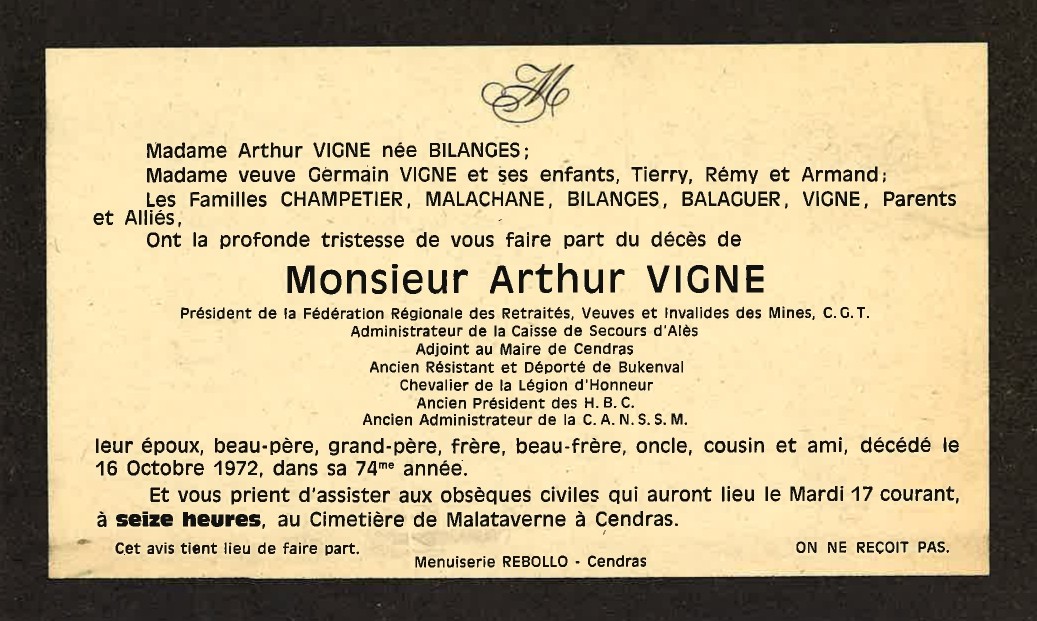 M
Madame Arthur VIGNE née BILANGES;
Madame veuve Germain VIGNE et ses enfants, Tierry, Rémy et Armand;
Les Familles CHAMPETIER, MALACHANE, BILANGES, BALAGUER, VIGNE, Parents
et Alliés,
Ont la profonde tristesse de vous faire part du décès de
Monsieur Arthur VIGNE
Président de la Fédération Régionale des Retraités, Veuves et Invalides des Mines, C.G.T.
Administrateur de la Caisse de Secours d'Alès
Adjoint au Maire de Cendras
Ancien Résistant et Déporté de Bukenval
Chevalier de la Légion d'Honneur
Ancien Président des H.B.C.
Ancien Administrateur de la C.A.N.S.S.M.
leur époux, beau-père, grand-père, frère, beau-frère, oncle, cousin et ami, décédé le
16 Octobre 1972, dans sa 74me année.
Et vous prient d'assister aux obsèques civiles qui auront lieu le Mardi 17 courant,
à seize heures, au Cimetière de Malataverne à Cendras.
Cet avis tient lieu de faire part.
ON NE REÇOIT PAS.
Menuiserie REBOLLO - Cendras